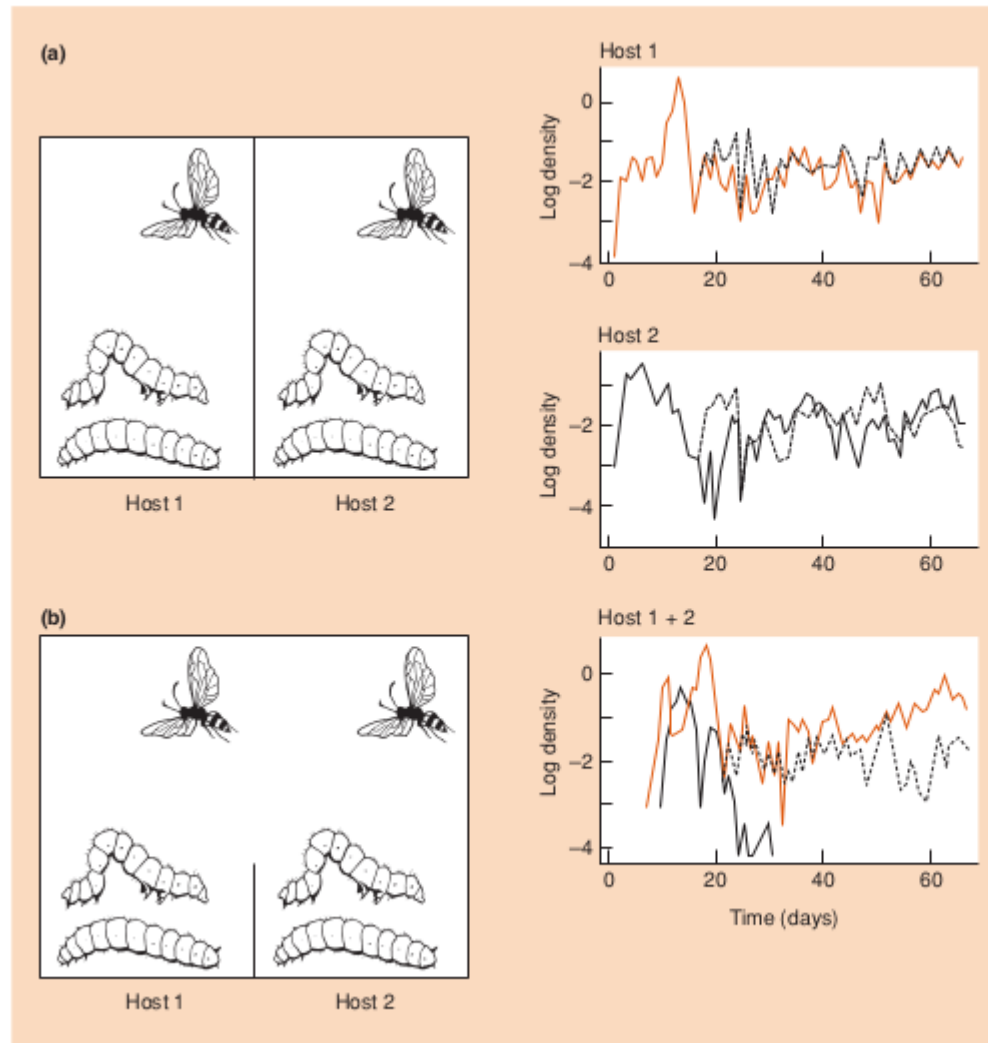 (a)
Host 1 Host 2
Host 1
Log density
0
–2
–4
0 20 40 60
Host 2
Log density
–2
–4
0 20 40 60
(b)
Host 1 Host 2
Host 1 + 2
Log density
0
–2
–4
0 20 40 60
Time (days)